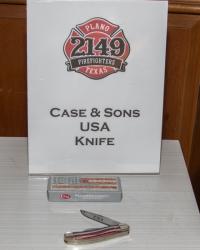 PLANO
2149
FIREFIGHTERS
TEXAS
CASE & SONS
USA
KNIFE